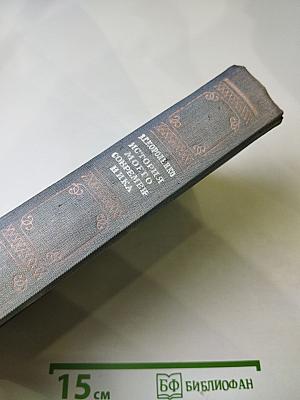 В.Г.КОРОЛЕНКО
ИСТОРИЯ
МОЕГО
СОВРЕМЕН-
НИКА
15 СМ
БФ БИБЛИОФАН